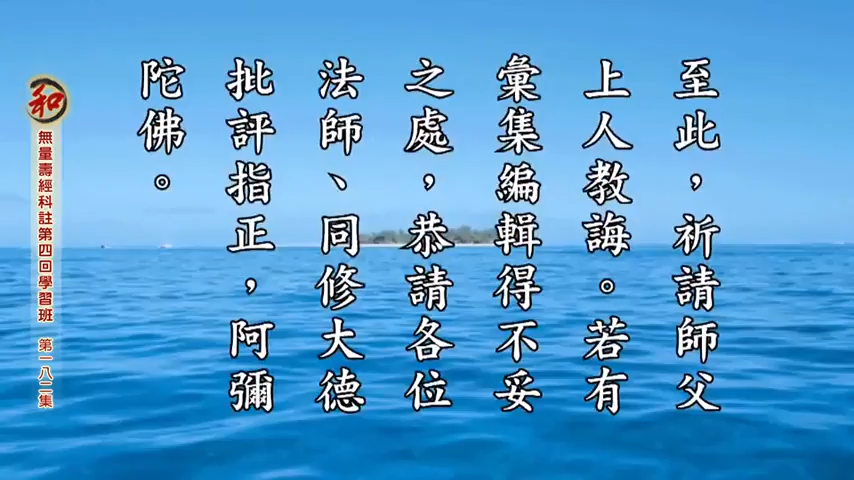 至此，祈請師父
上人教誨。若有
彙集編輯得不妥
之處，恭請各位
法師、同修大德
批評指正，阿彌
陀佛。
和
無量壽經科註第四回學習班 第一八二集